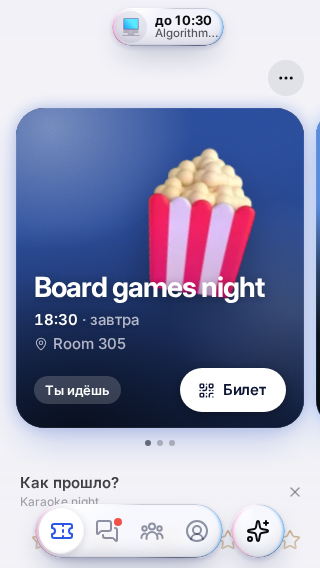 до 10:30
Algorithm...
Board games night
18:30 · завтра
Room 305
Ты идёшь
Билет
Как прошло?
Karaoke night